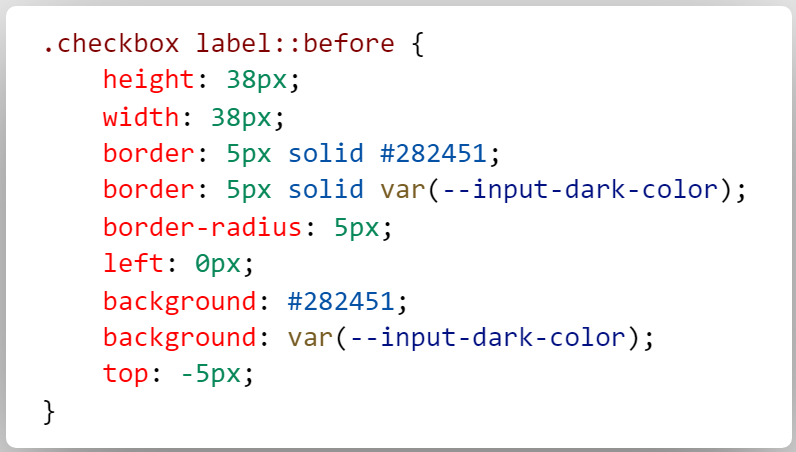 .checkbox label::before {
    height: 38px;
    width: 38px;
    border: 5px solid #282451;
    border: 5px solid var(--input-dark-color);
    border-radius: 5px;
    left: 0px;
    background: #282451;
    background: var(--input-dark-color);
    top: -5px;
}